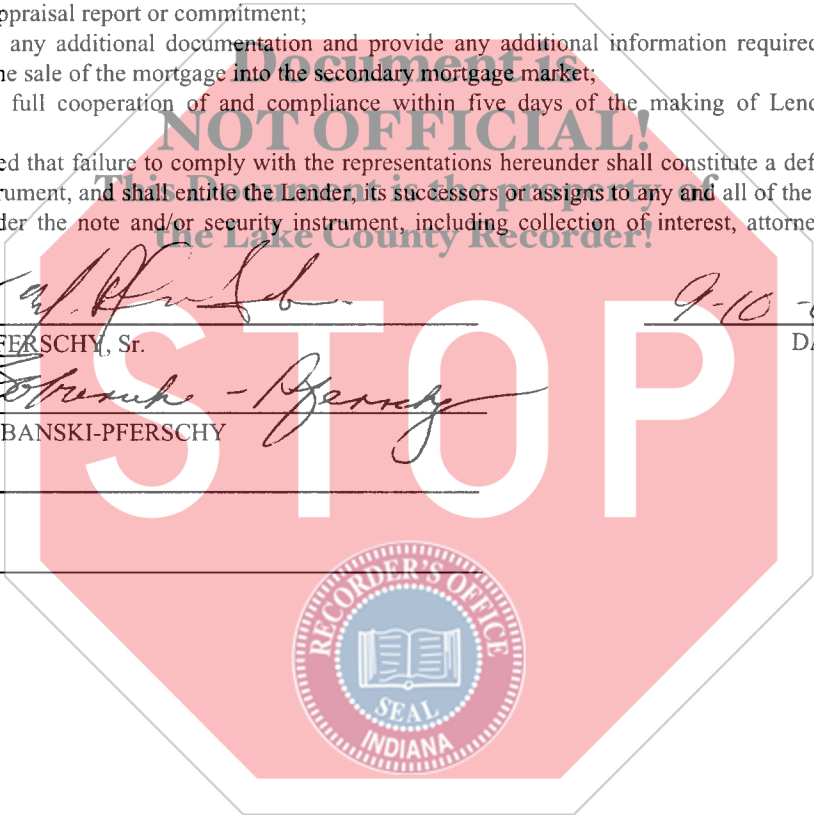 ppraisal report or commitment;
any additional documentation and provide any additional information required
e sale of the mortgage into the secondary mortgage market;
full cooperation of and compliance within five days of the making of Lend
ed that failure to comply with the representations hereunder shall constitute a def
rument, and shall entitle the Lender, its successors or assigns to any and all of the
der the note and/or security instrument, including collection of interest, attorne
Document is
NOT OFFICIAL!
This Document is the property of
the Lake County Recorder!
9-10-
FERSCHY, Sr.
DA
- Pferschy
BANSKI-PFERSCHY
STOP
RECORDER'S OFFICE
SEAL
INDIANA